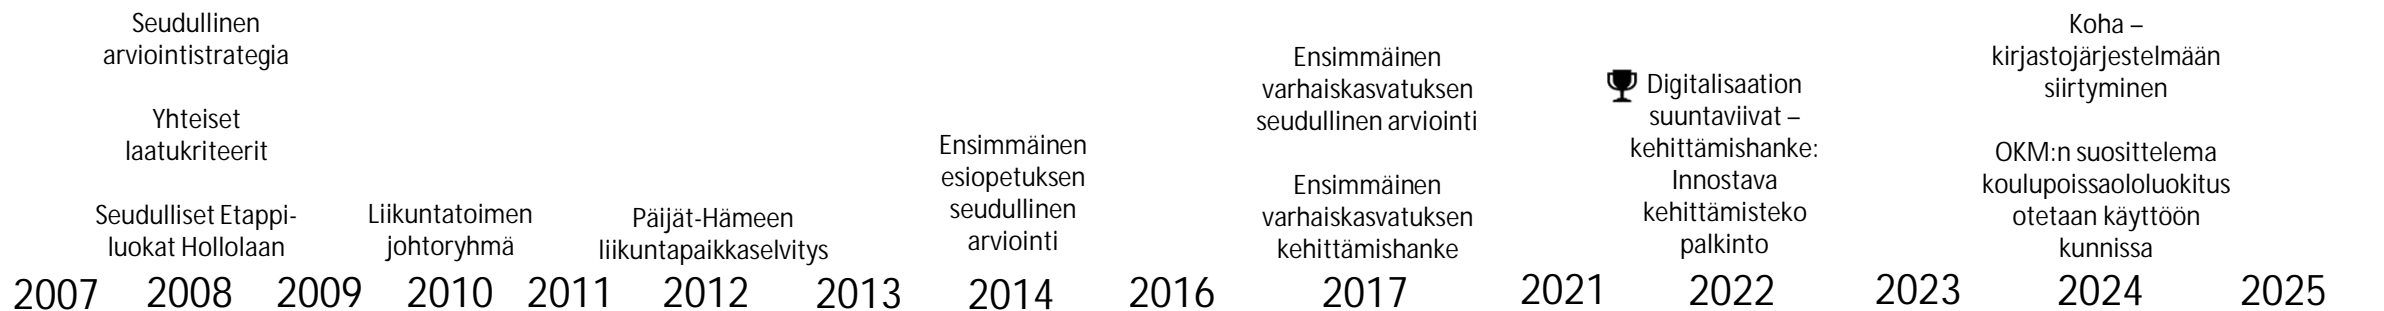 Seudullinen
arviointistrategia
Yhteiset
laatukriteerit
Seudulliset Etappi-
luokat Hollolaan
Liikuntatoimen
johtoryhmä
Päijät-Hämeen
liikuntapaikkaselvitys
Ensimmäinen
esiopetuksen
seudullinen
arviointi
Ensimmäinen
varhaiskasvatuksen
seudullinen arviointi
Ensimmäinen
varhaiskasvatuksen
kehittämishanke
Digitalisaation
suuntaviivat –
kehittämishanke:
Innostava
kehittämisteko
palkinto
Koha –
kirjastojärjestelmään
siirtyminen
OKM:n suosittelema
koulupoissaololuokitus
otetaan käyttöön
kunnissa
2007 2008 2009 2010 2011 2012 2013 2014 2016 2017 2021 2022 2023 2024 2025